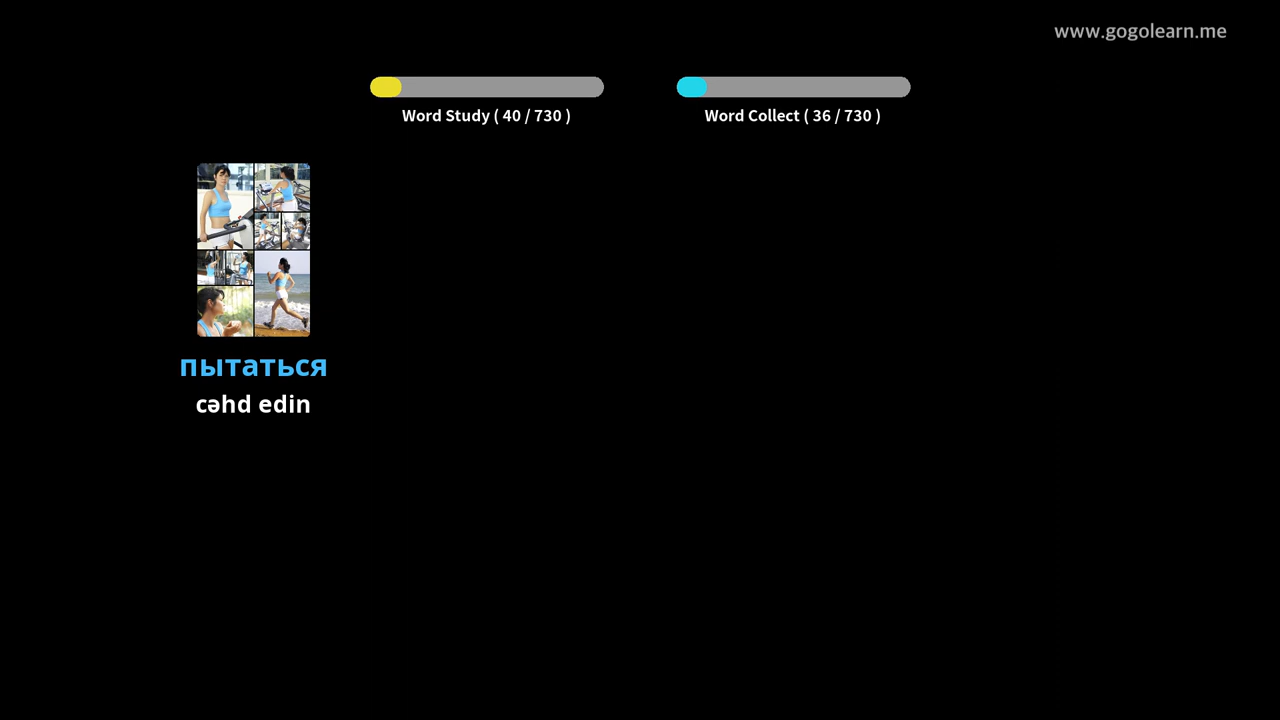 www.gogolearn.me
Word Study ( 40 / 730 )
Word Collect ( 36 / 730 )
пытаться
cəhd edin